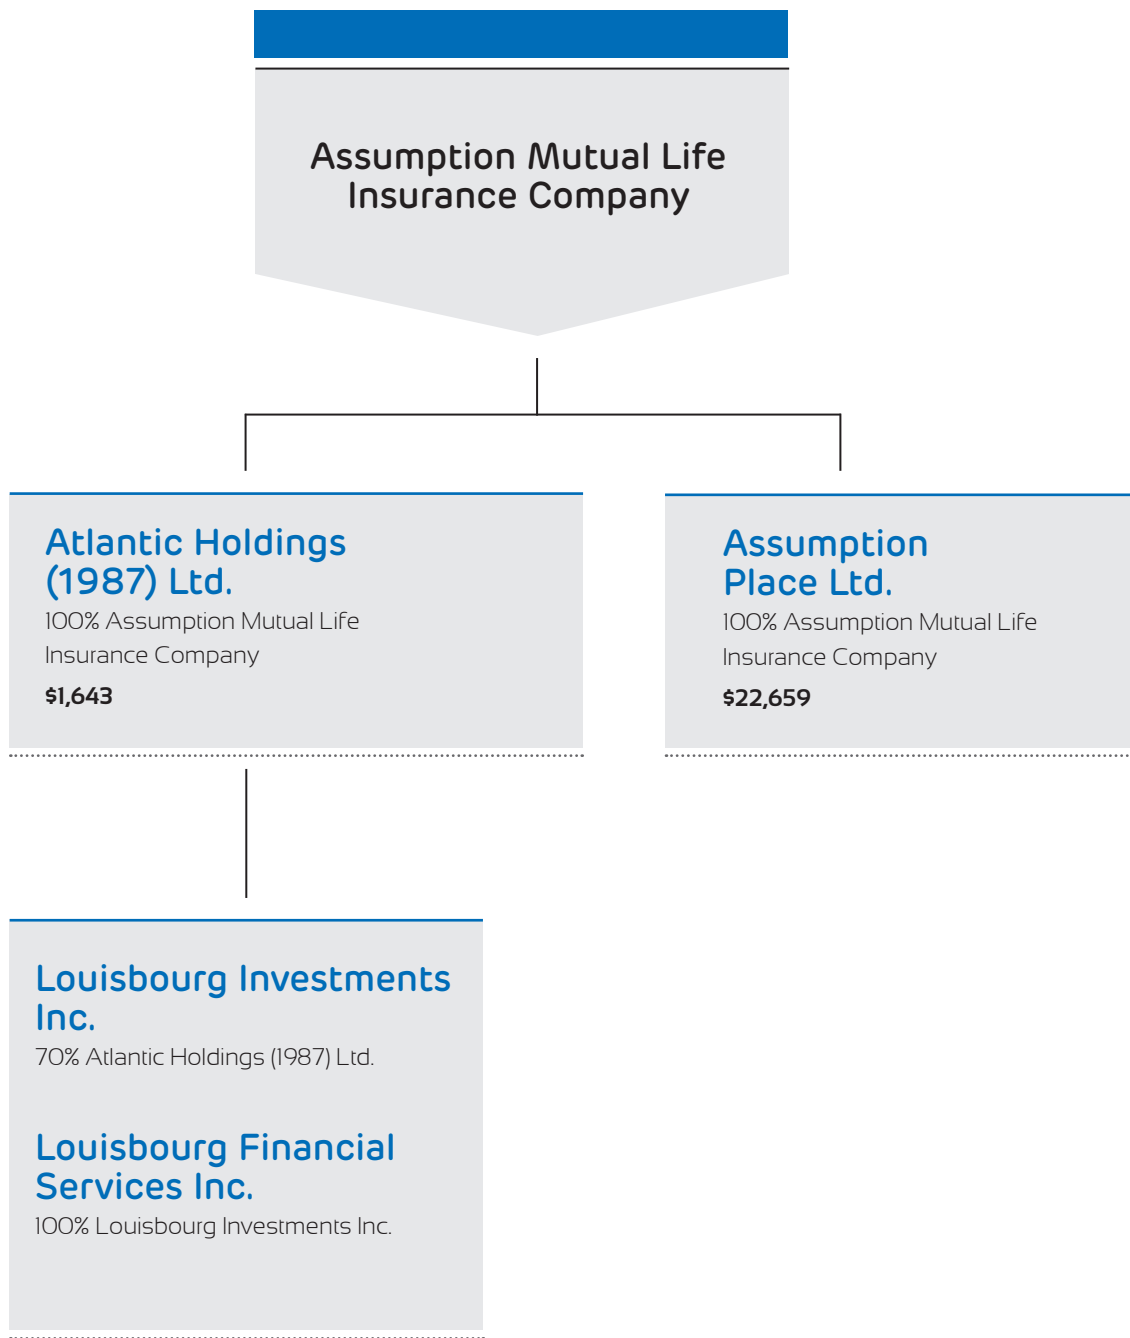 Assumption Mutual Life
Insurance Company
Atlantic Holdings
(1987) Ltd.
100% Assumption Mutual Life
Insurance Company
$1,643
Assumption
Place Ltd.
100% Assumption Mutual Life
Insurance Company
$22,659
Louisbourg Investments
Inc.
70% Atlantic Holdings (1987) Ltd.
Louisbourg Financial
Services Inc.
100% Louisbourg Investments Inc.